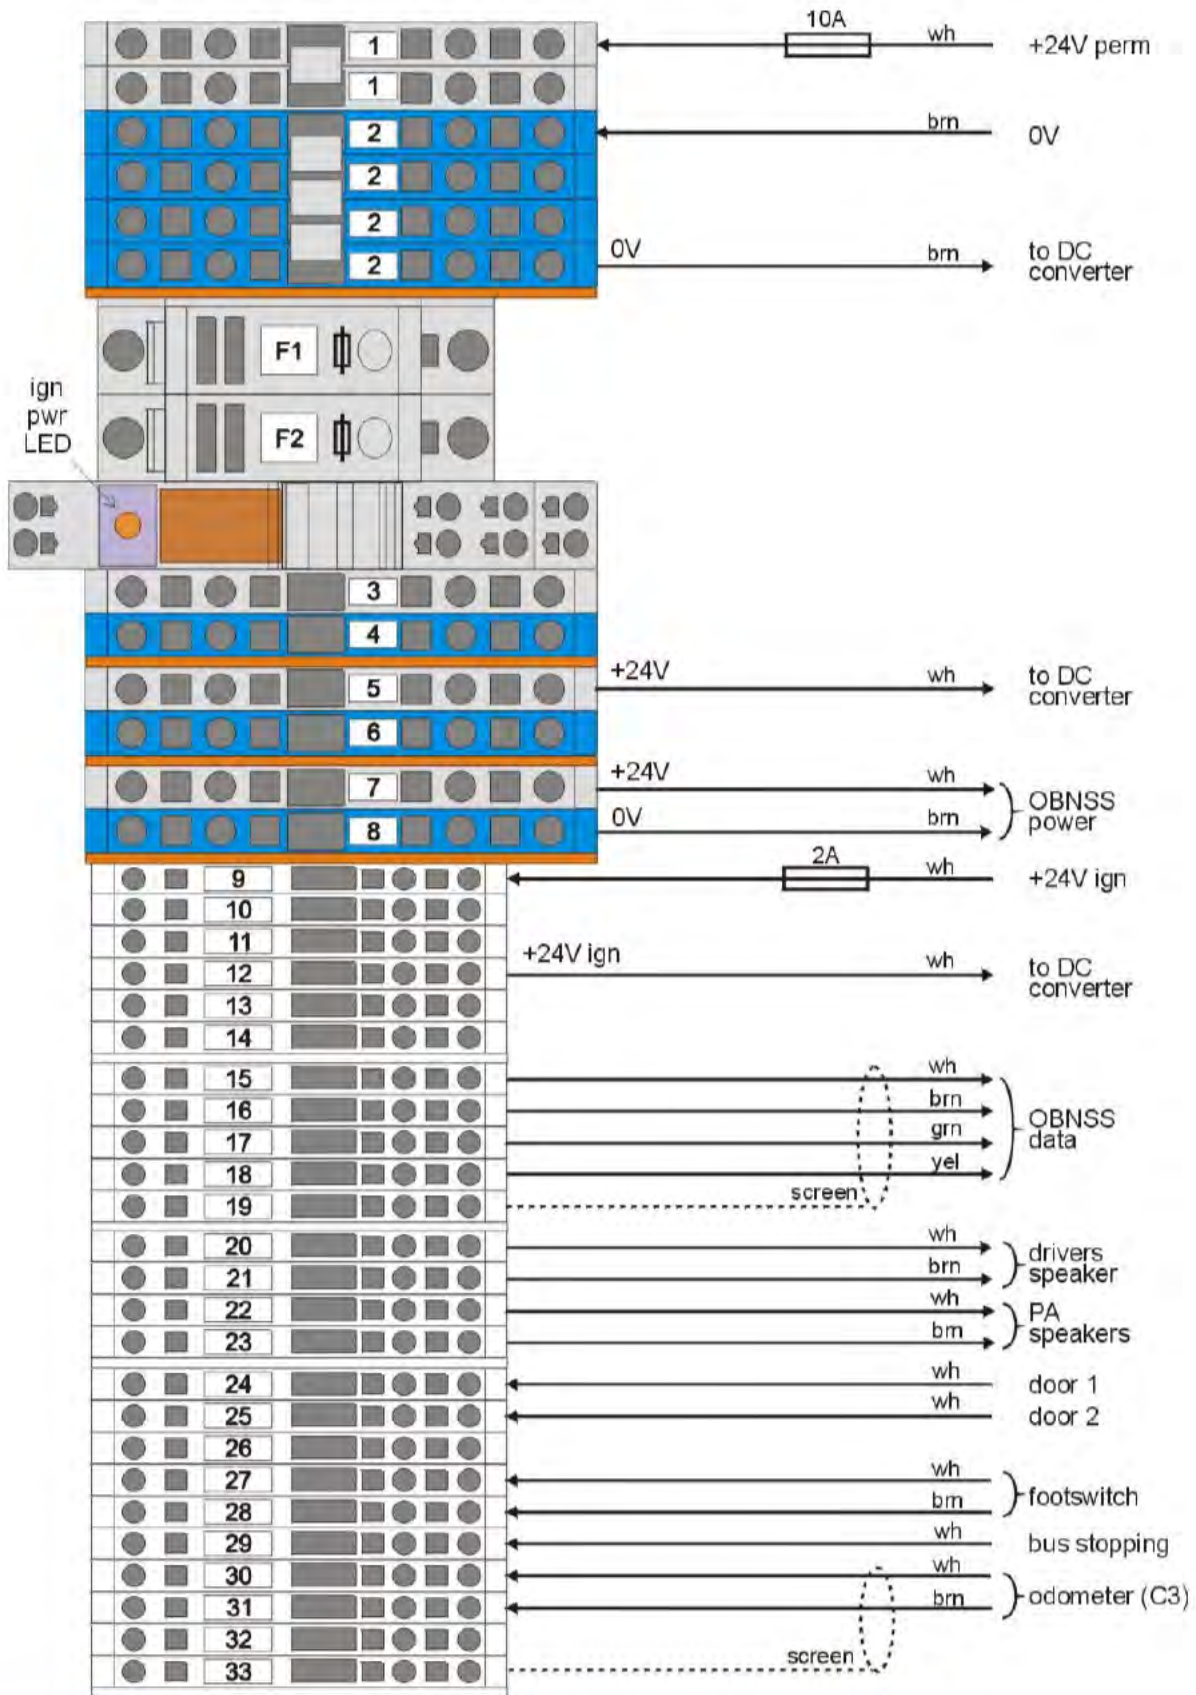 10A
1 wh +24V perm
1
2 brn 0V
2
2
2 0V brn to DC
converter
F1
ign
pwr
LED
F2
3
4
5 +24V wh to DC
converter
6
7 +24V wh
OBNSS
power
8 0V brn
2A
9 wh +24V ign
10
11
12 +24V ign wh to DC
converter
13
14
15 wh
16 brn
OBNSS
data
17 grn
18 yel
19 screen
20 wh
drivers
speaker
21 brn
22 wh
PA
speakers
23 brn
24 wh door 1
25 wh door 2
26
27 wh
footswitch
28 brn
29 wh bus stopping
30 wh
odometer (C3)
31 brn
32
33 screen